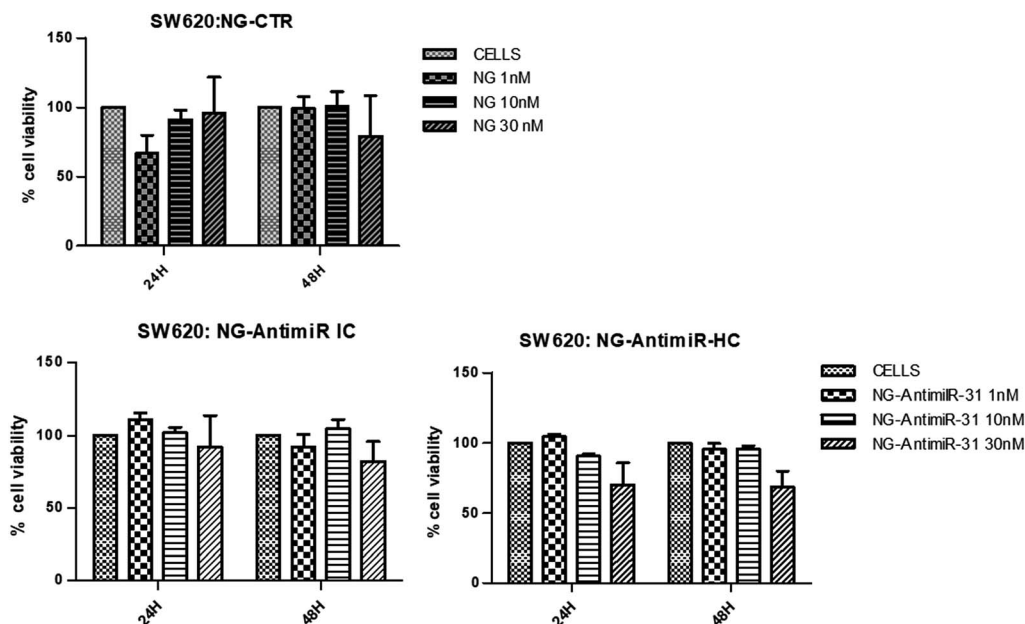 SW620:NG-CTR
150
100
50
0
% cell viability
24H
48H
CELLS
NG 1nM
NG 10nM
NG 30 nM
SW620: NG-AntimiR IC
150
100
50
0
% cell viability
24H
48H
SW620: NG-AntimiR-HC
150
100
50
0
% cell viability
24H
48H
CELLS
NG-AntimilR-31 1nM
NG-AntimiR-31 10nM
NG-AntimiR-31 30nM